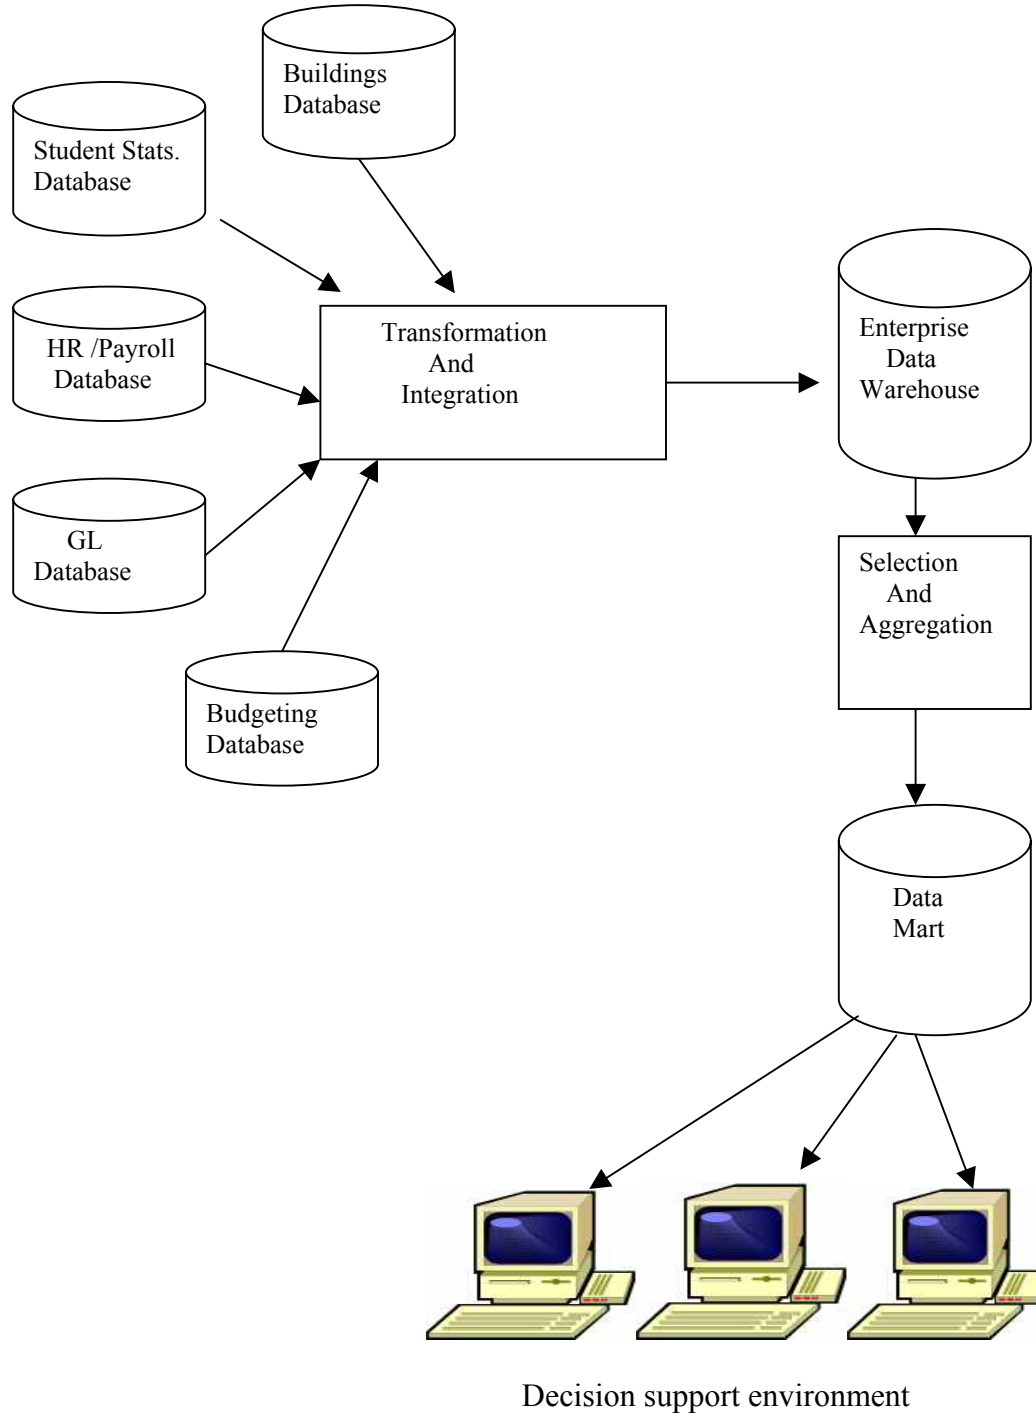 Buildings
Database
Student Stats.
Database
HR /Payroll
Database
Transformation
And
Integration
Enterprise
Data
Warehouse
GL
Database
Selection
And
Aggregation
Budgeting
Database
Data
Mart
Decision support environment